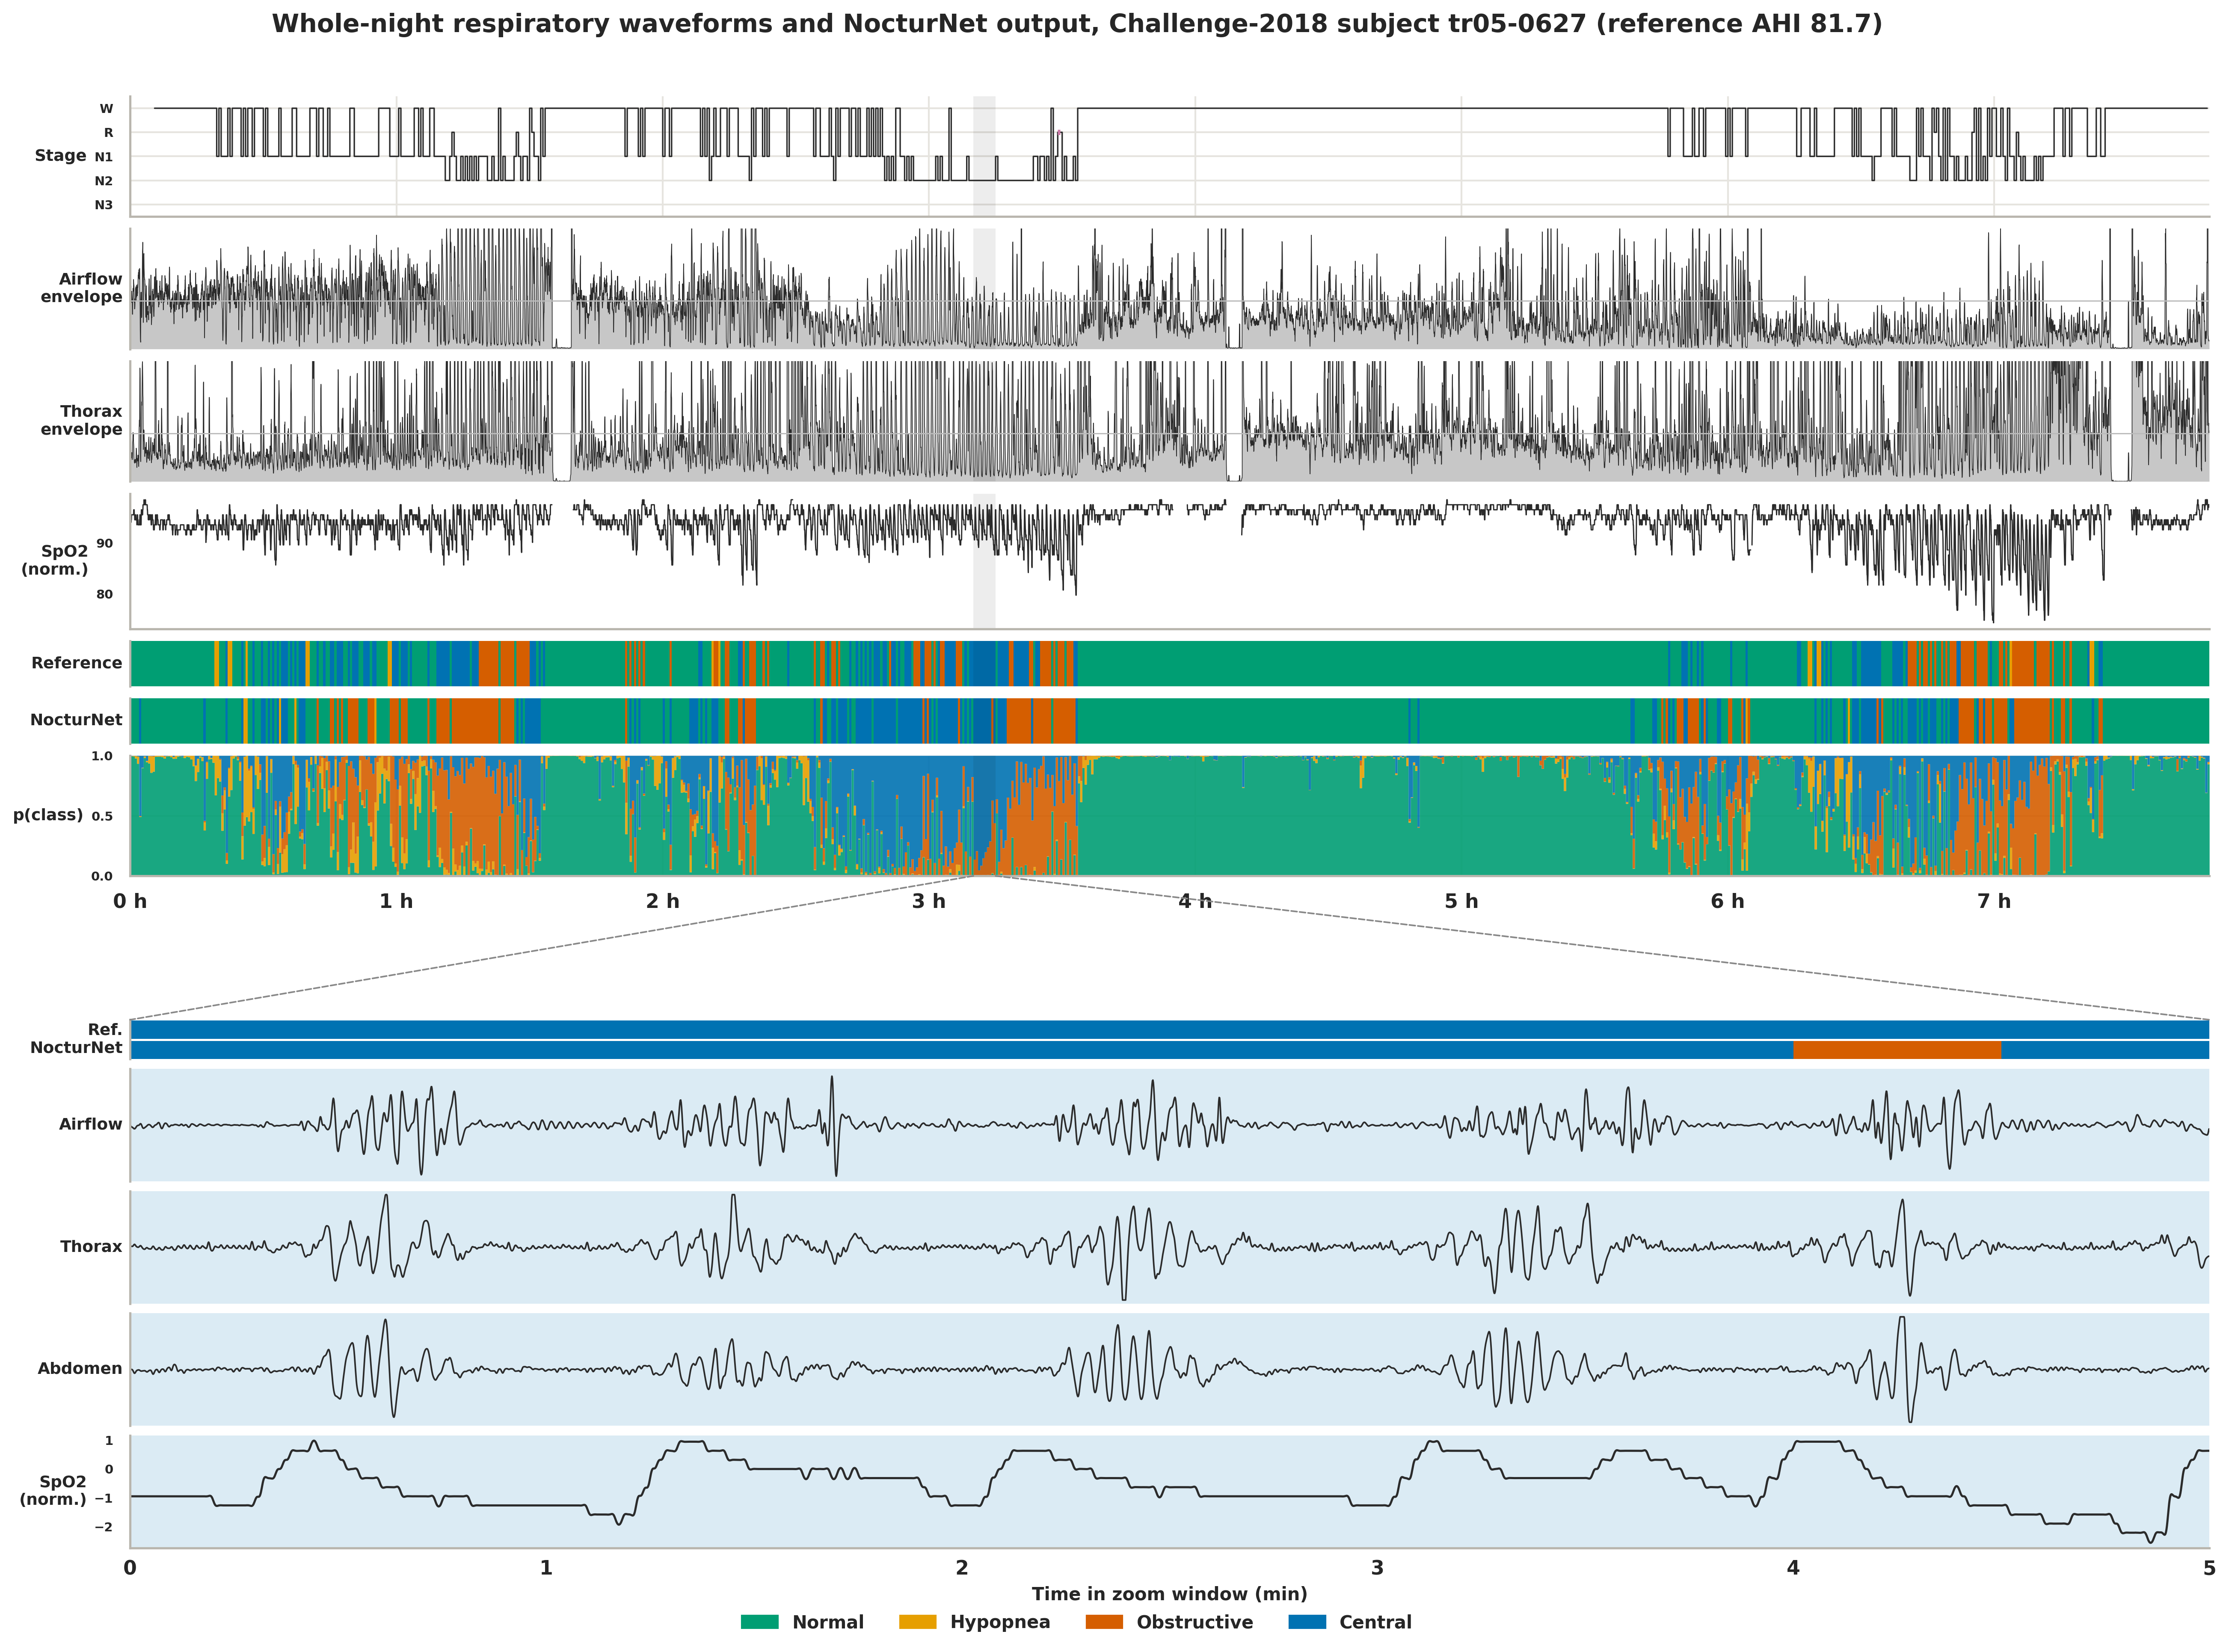 Whole-night respiratory waveforms and NocturNet output, Challenge-2018 subject tr05-0627 (reference AHI 81.7)
Stage
W
R
N1
N2
N3
Airflow
envelope
Thorax
envelope
SpO2
(norm.)
90
80
Reference
NocturNet
p(class)
1.0
0.5
0.0
0 h
1 h
2 h
3 h
4 h
5 h
6 h
7 h
Ref.
NocturNet
Airflow
Thorax
Abdomen
SpO2
(norm.)
1
0
−1
−2
0
1
2
3
4
5
Time in zoom window (min)
Normal
Hypopnea
Obstructive
Central